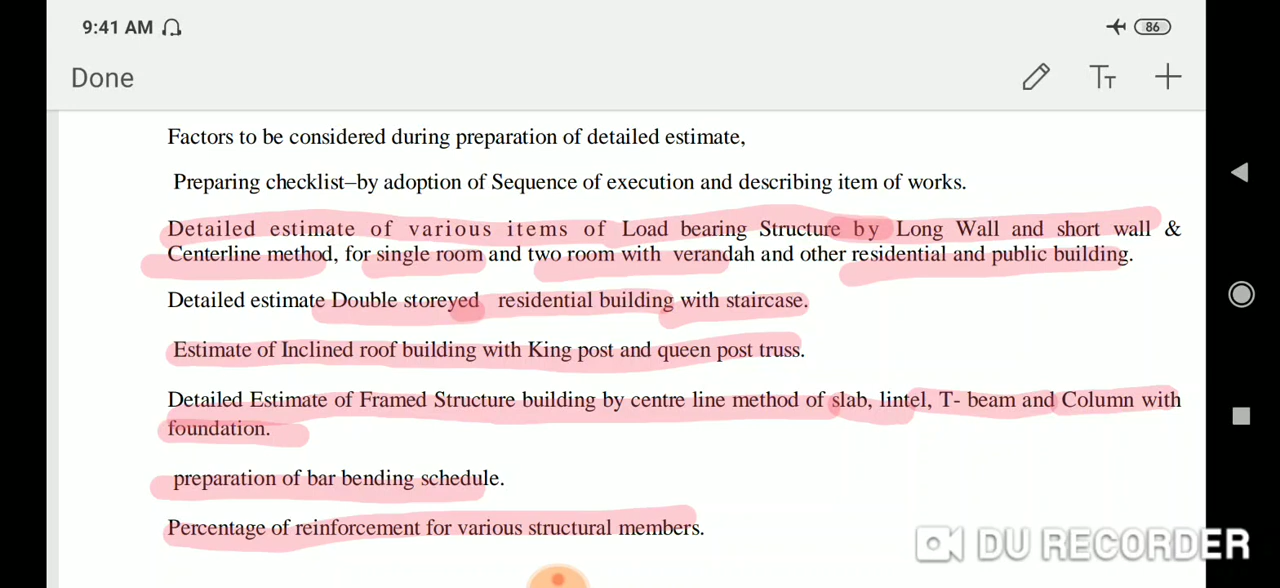 9:41 AM
86
Done
Factors to be considered during preparation of detailed estimate,
Preparing checklist–by adoption of Sequence of execution and describing item of works.
Detailed estimate of various items of Load bearing Structure by Long Wall and short wall &
Centerline method, for single room and two room with verandah and other residential and public building.
Detailed estimate Double storeyed residential building with staircase.
Estimate of Inclined roof building with King post and queen post truss.
Detailed Estimate of Framed Structure building by centre line method of slab, lintel, T- beam and Column with
foundation.
preparation of bar bending schedule.
Percentage of reinforcement for various structural members.
DU RECORDER